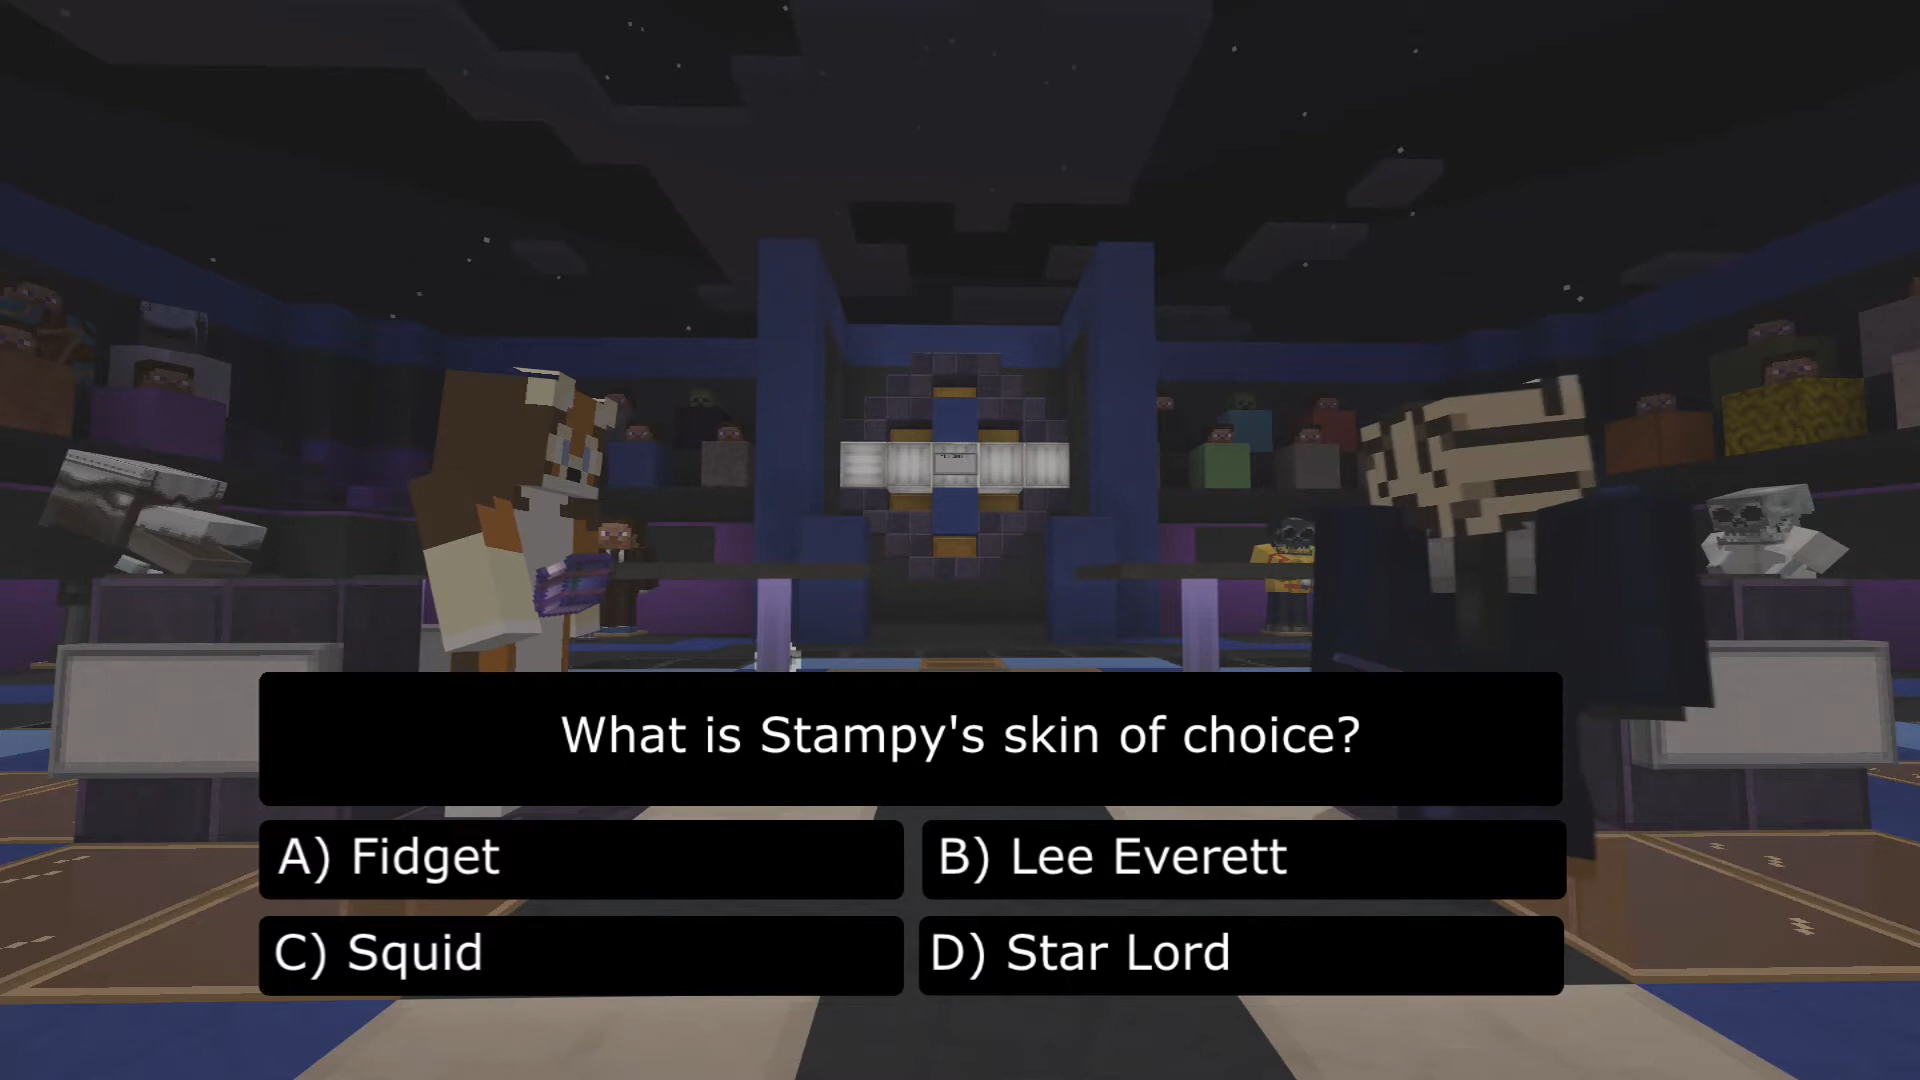 What is Stampy's skin of choice?
A) Fidget
B) Lee Everett
C) Squid
D) Star Lord